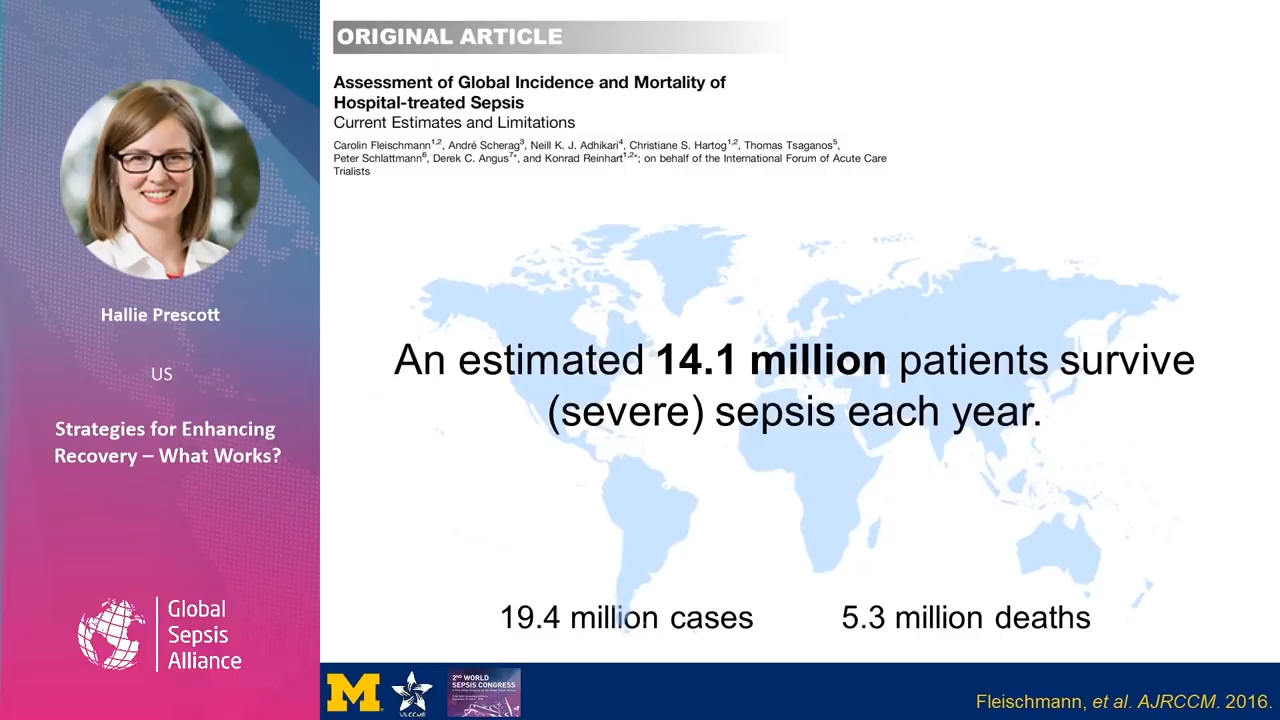 ORIGINAL ARTICLE
Assessment of Global Incidence and Mortality of
Hospital-treated Sepsis
Current Estimates and Limitations
Carolin Fleischmann1,2, André Scherag3, Neill K. J. Adhikari4, Christiane S. Hartog1,2, Thomas Tsaganos5,
Peter Schlattmann6, Derek C. Angus7*, and Konrad Reinhart1,2*; on behalf of the International Forum of Acute Care
Trialists
An estimated 14.1 million patients survive
(severe) sepsis each year.
19.4 million cases
5.3 million deaths
Hallie Prescott
US
Strategies for Enhancing
Recovery – What Works?
Global
Sepsis
Alliance
M
2ND WORLD
SEPSIS CONGRESS
Fleischmann, et al. AJRCCM. 2016.